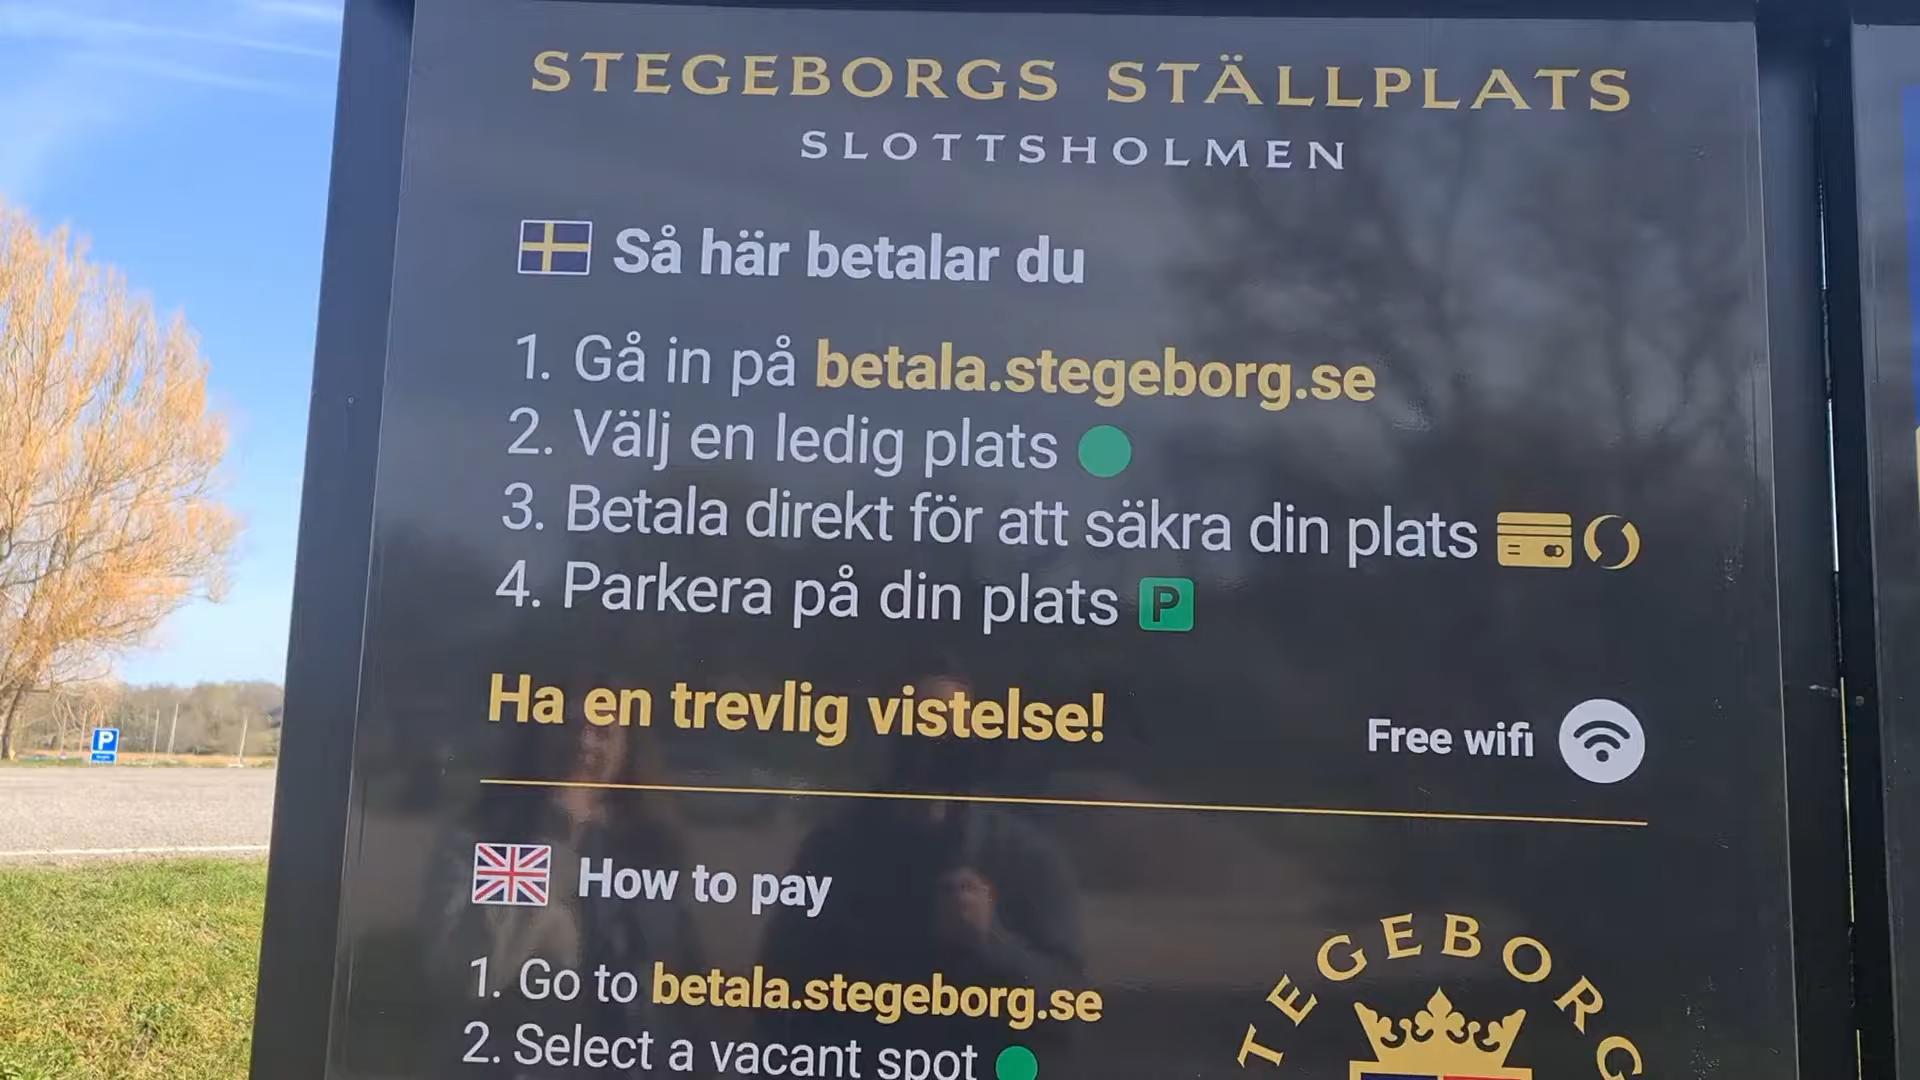 STEGEBORGS STÄLLPLATS
SLOTTSHOLMEN
Så här betalar du
1. Gå in på betala.stegeborg.se
2. Välj en ledig plats
3. Betala direkt för att säkra din plats
4. Parkera på din plats P
Ha en trevlig vistelse!
Free wifi
How to pay
1. Go to betala.stegeborg.se
2. Select a vacant spot
STEGEBORG
P